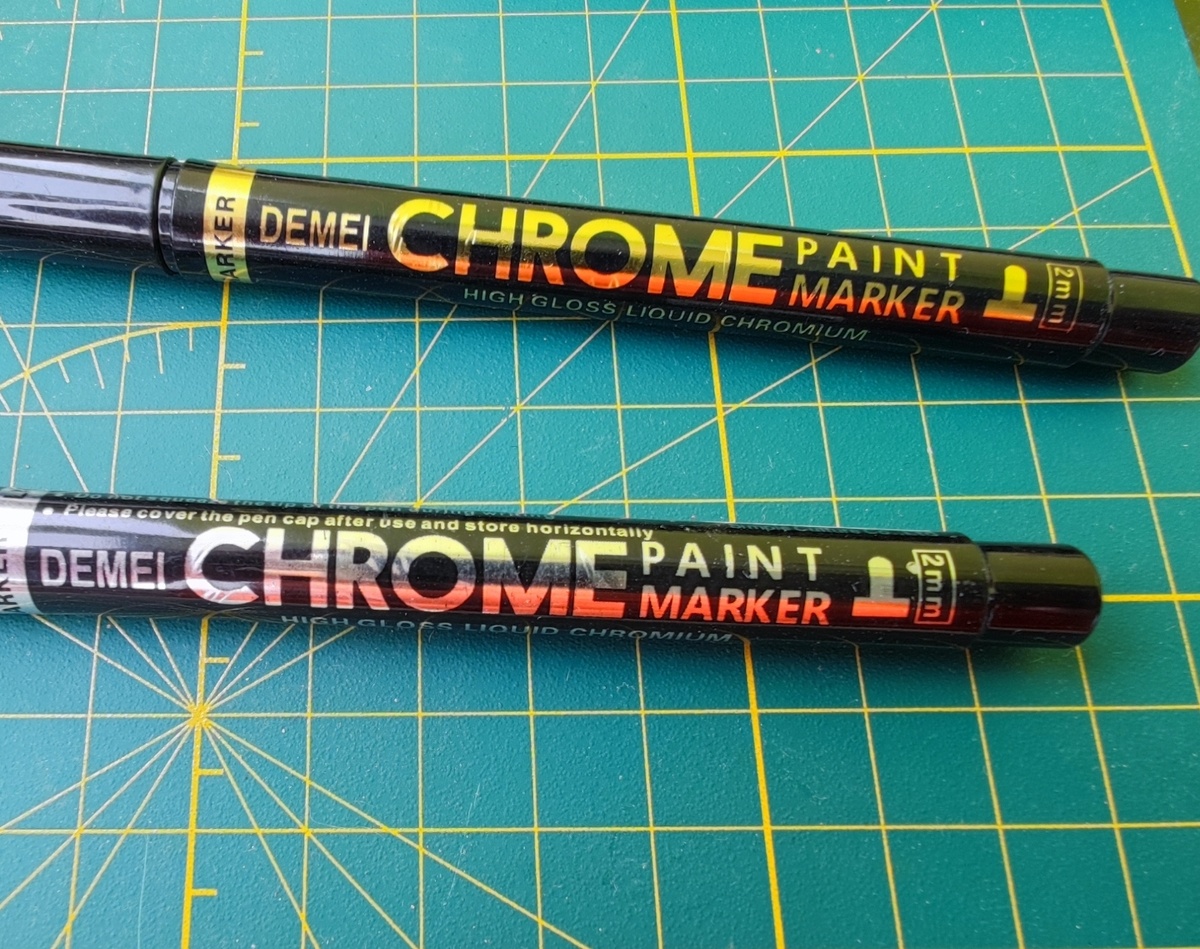 DEMEI CHROME PAINT MARKER 2mm
HIGH GLOSS LIQUID CHROMIUM
• Please cover the pen cap after use and store horizontally
DEMEI CHROME PAINT MARKER 2mm
HIGH GLOSS LIQUID CHROMIUM